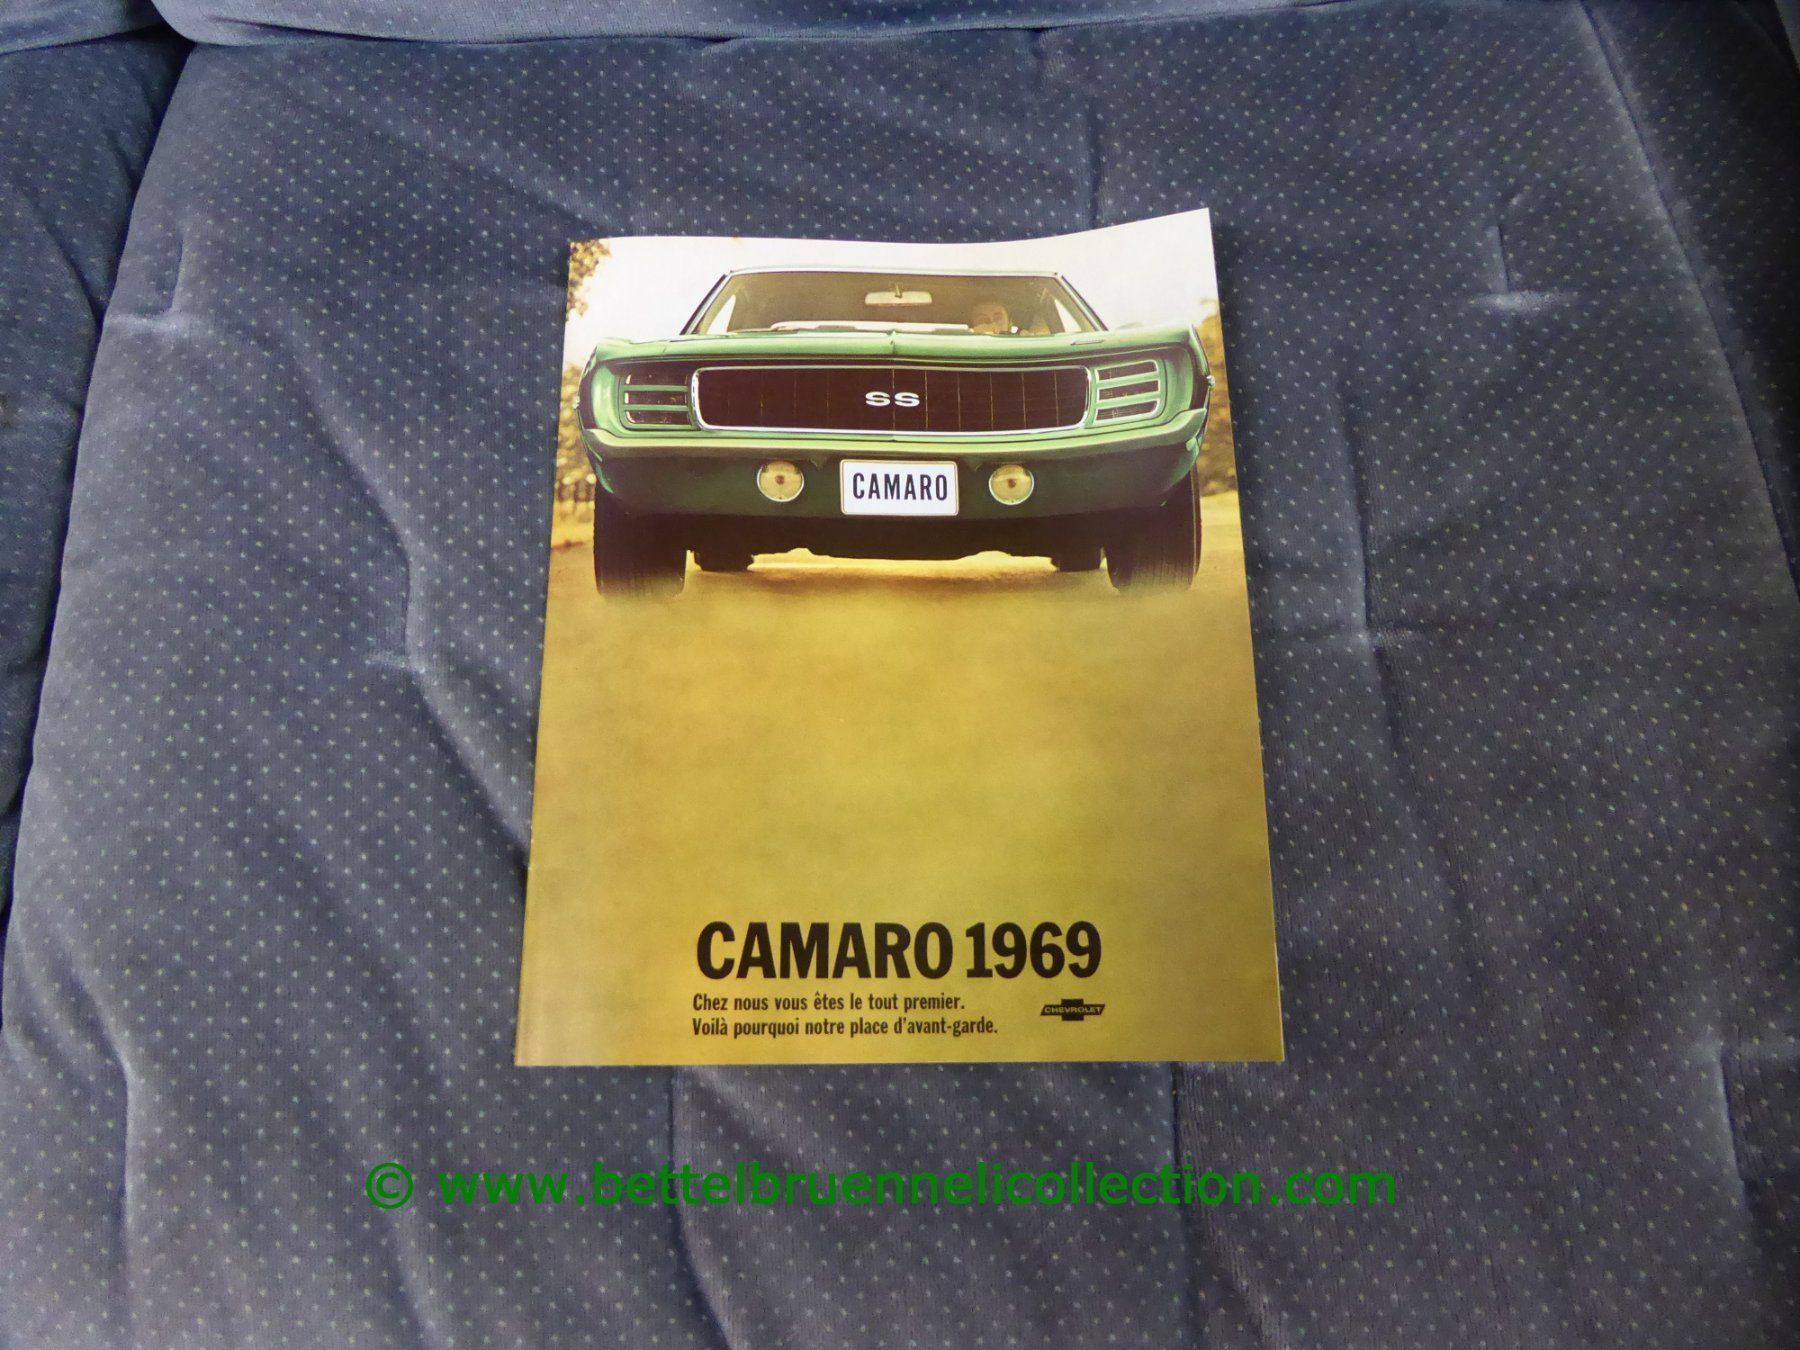 SS
CAMARO
CAMARO 1969
Chez nous vous êtes le tout premier.
Voilà pourquoi notre place d'avant-garde.
CHEVROLET
© www.bettelbruennelicollection.com